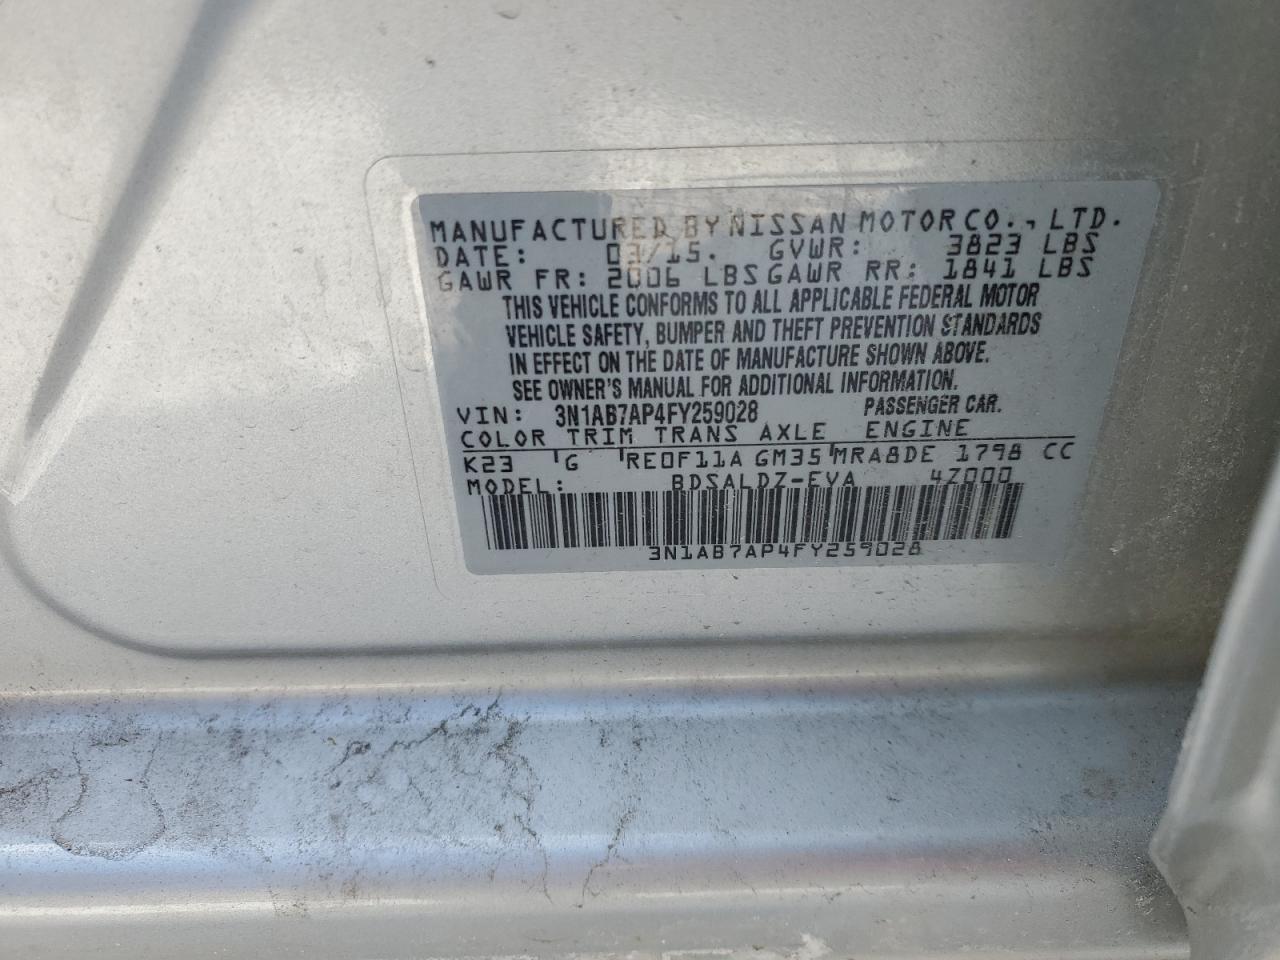 MANUFACTURED BY NISSAN MOTOR CO., LTD.
DATE: 03/15. GVWR: 3823 LBS
GAWR FR: 2006 LBS GAWR RR: 1841 LBS
THIS VEHICLE CONFORMS TO ALL APPLICABLE FEDERAL MOTOR
VEHICLE SAFETY, BUMPER AND THEFT PREVENTION STANDARDS
IN EFFECT ON THE DATE OF MANUFACTURE SHOWN ABOVE.
SEE OWNER'S MANUAL FOR ADDITIONAL INFORMATION.
VIN: 3N1AB7AP4FY259028 PASSENGER CAR.
COLOR TRIM TRANS AXLE ENGINE
K23 G RE0F11A GM35 MRA8DE 1798 CC
MODEL: BDSALDZ-EVA 4Z000
3N1AB7AP4FY259028